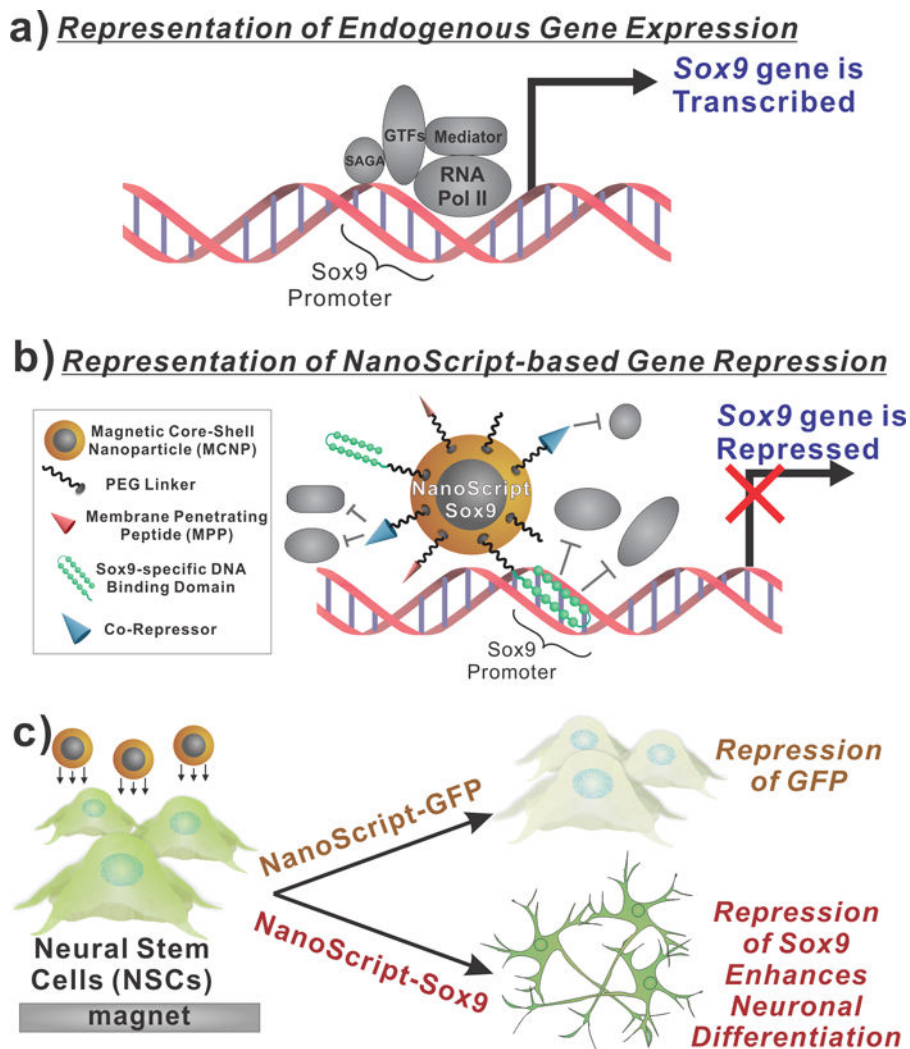 a) Representation of Endogenous Gene Expression
Sox9 gene is
Transcribed
GTFs
Mediator
SAGA
RNA
Pol II
Sox9
Promoter
b) Representation of NanoScript-based Gene Repression
Magnetic Core-Shell
Nanoparticle (MCNP)
PEG Linker
Membrane Penetrating
Peptide (MPP)
Sox9-specific DNA
Binding Domain
Co-Repressor
NanoScript
Sox9
Sox9 gene is
Repressed
Sox9
Promoter
c)
Neural Stem
Cells (NSCs)
magnet
NanoScript-GFP
NanoScript-Sox9
Repression
of GFP
Repression
of Sox9
Enhances
Neuronal
Differentiation